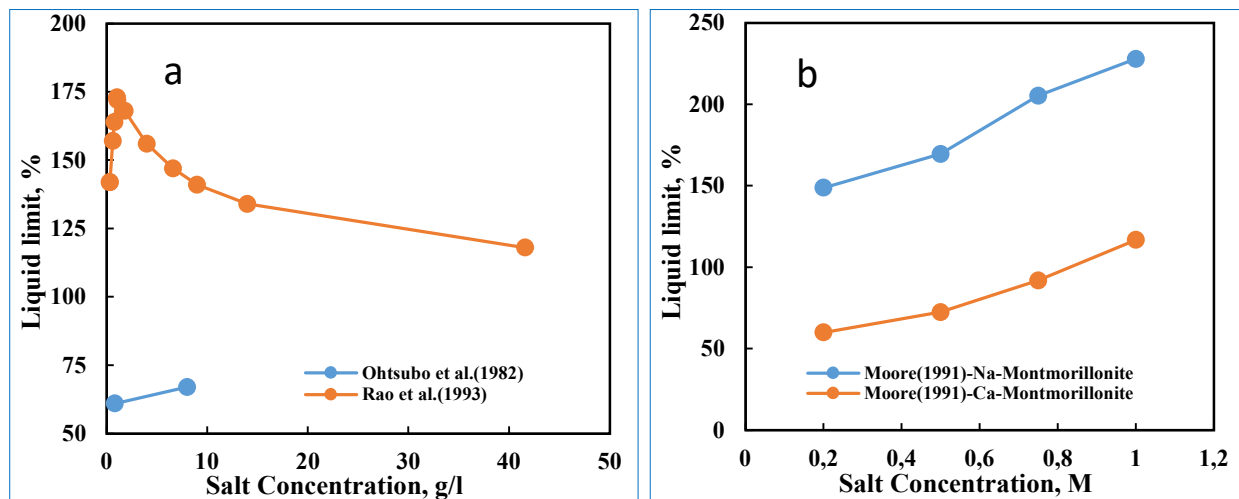 200
175
150
125
100
75
50
Liquid limit, %
a
Ohtsubo et al.(1982)
Rao et al.(1993)
0
10
20
30
40
50
Salt Concentration, g/l
250
200
150
100
50
0
Liquid limit, %
b
Moore(1991)-Na-Montmorillonite
Moore(1991)-Ca-Montmorillonite
0
0,2
0,4
0,6
0,8
1
1,2
Salt Concentration, M